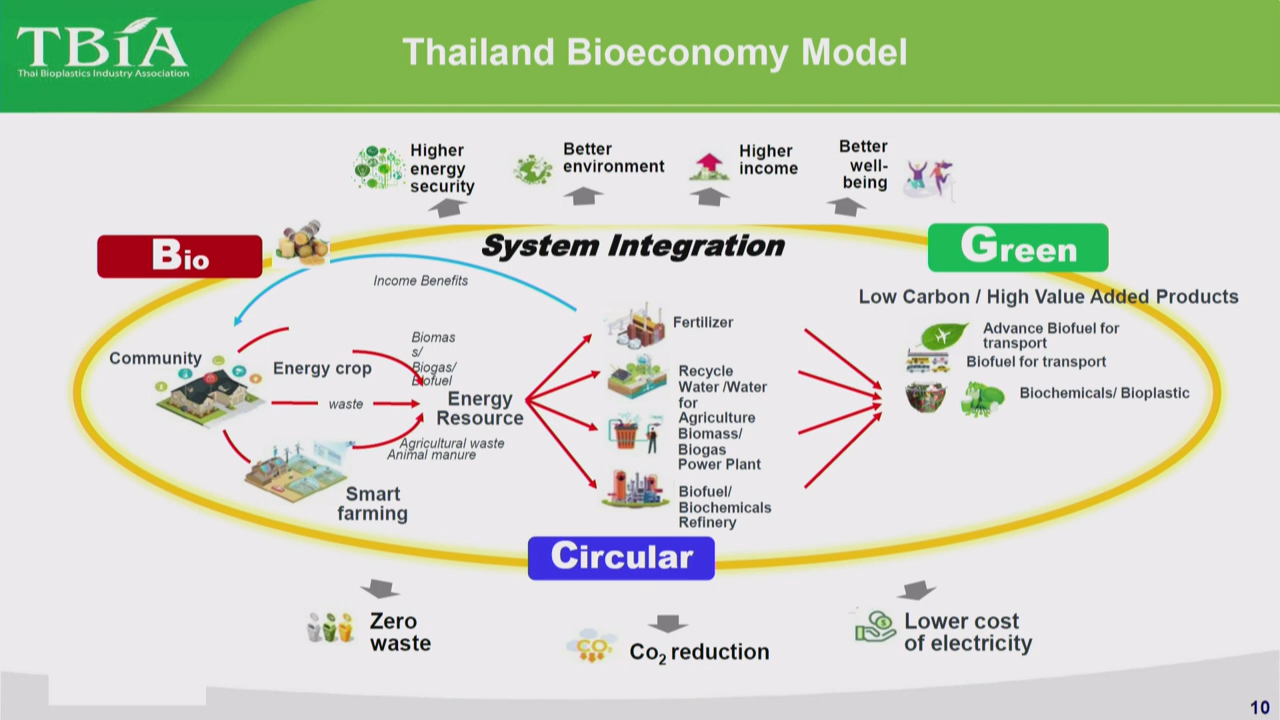 TBiA
Thai Bioplastics Industry Association
Thailand Bioeconomy Model
Higher
energy
security
Better
environment
Higher
income
Better
well-
being
Bio
System Integration
Green
Income Benefits
Low Carbon / High Value Added Products
Community
Energy crop
waste
Biomas
s/
Biogas/
Biofuel
Energy
Resource
Agricultural waste
Animal manure
Smart
farming
Fertilizer
Recycle
Water /Water
for
Agriculture
Biomass/
Biogas
Power Plant
Biofuel/
Biochemicals
Refinery
Advance Biofuel for
transport
Biofuel for transport
Biochemicals/ Bioplastic
Circular
Zero
waste
CO₂
Co₂ reduction
Lower cost
of electricity
10